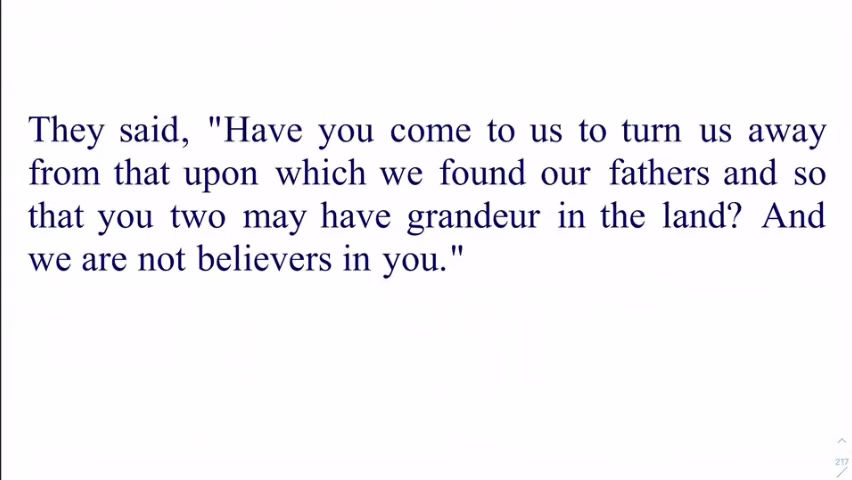 They said, "Have you come to us to turn us away
from that upon which we found our fathers and so
that you two may have grandeur in the land? And
we are not believers in you."
217